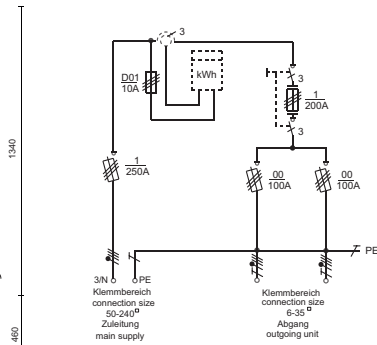 3
D01
10A
kWh
3
1
200A
3
1340
1
250A
00
100A
00
100A
PE
3/N
PE
Klemmbereich
connection size
50-240
Zuleitung
main supply
Klemmbereich
connection size
6-35
Abgang
outgoing unit
460